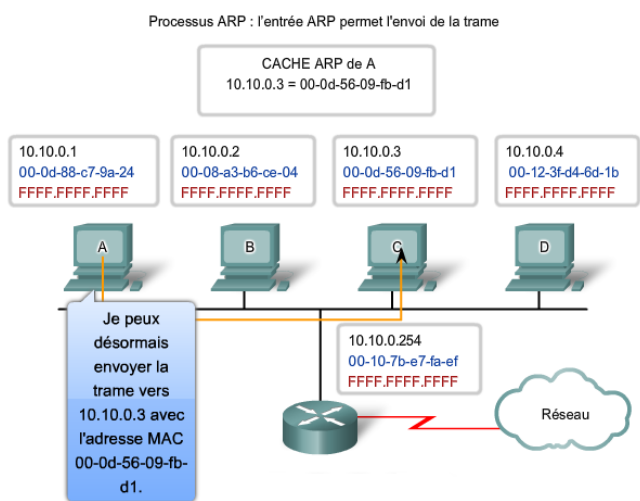 Processus ARP : l'entrée ARP permet l'envoi de la trame
CACHE ARP de A
10.10.0.3 = 00-0d-56-09-fb-d1
10.10.0.1
00-0d-88-c7-9a-24
FFFF.FFFF.FFFF
10.10.0.2
00-08-a3-b6-ce-04
FFFF.FFFF.FFFF
10.10.0.3
00-0d-56-09-fb-d1
FFFF.FFFF.FFFF
10.10.0.4
00-12-3f-d4-6d-1b
FFFF.FFFF.FFFF
A
B
C
D
Je peux
désormais
envoyer la
trame vers
10.10.0.3 avec
l'adresse MAC
00-0d-56-09-fb-
d1.
10.10.0.254
00-10-7b-e7-fa-ef
FFFF.FFFF.FFFF
Réseau